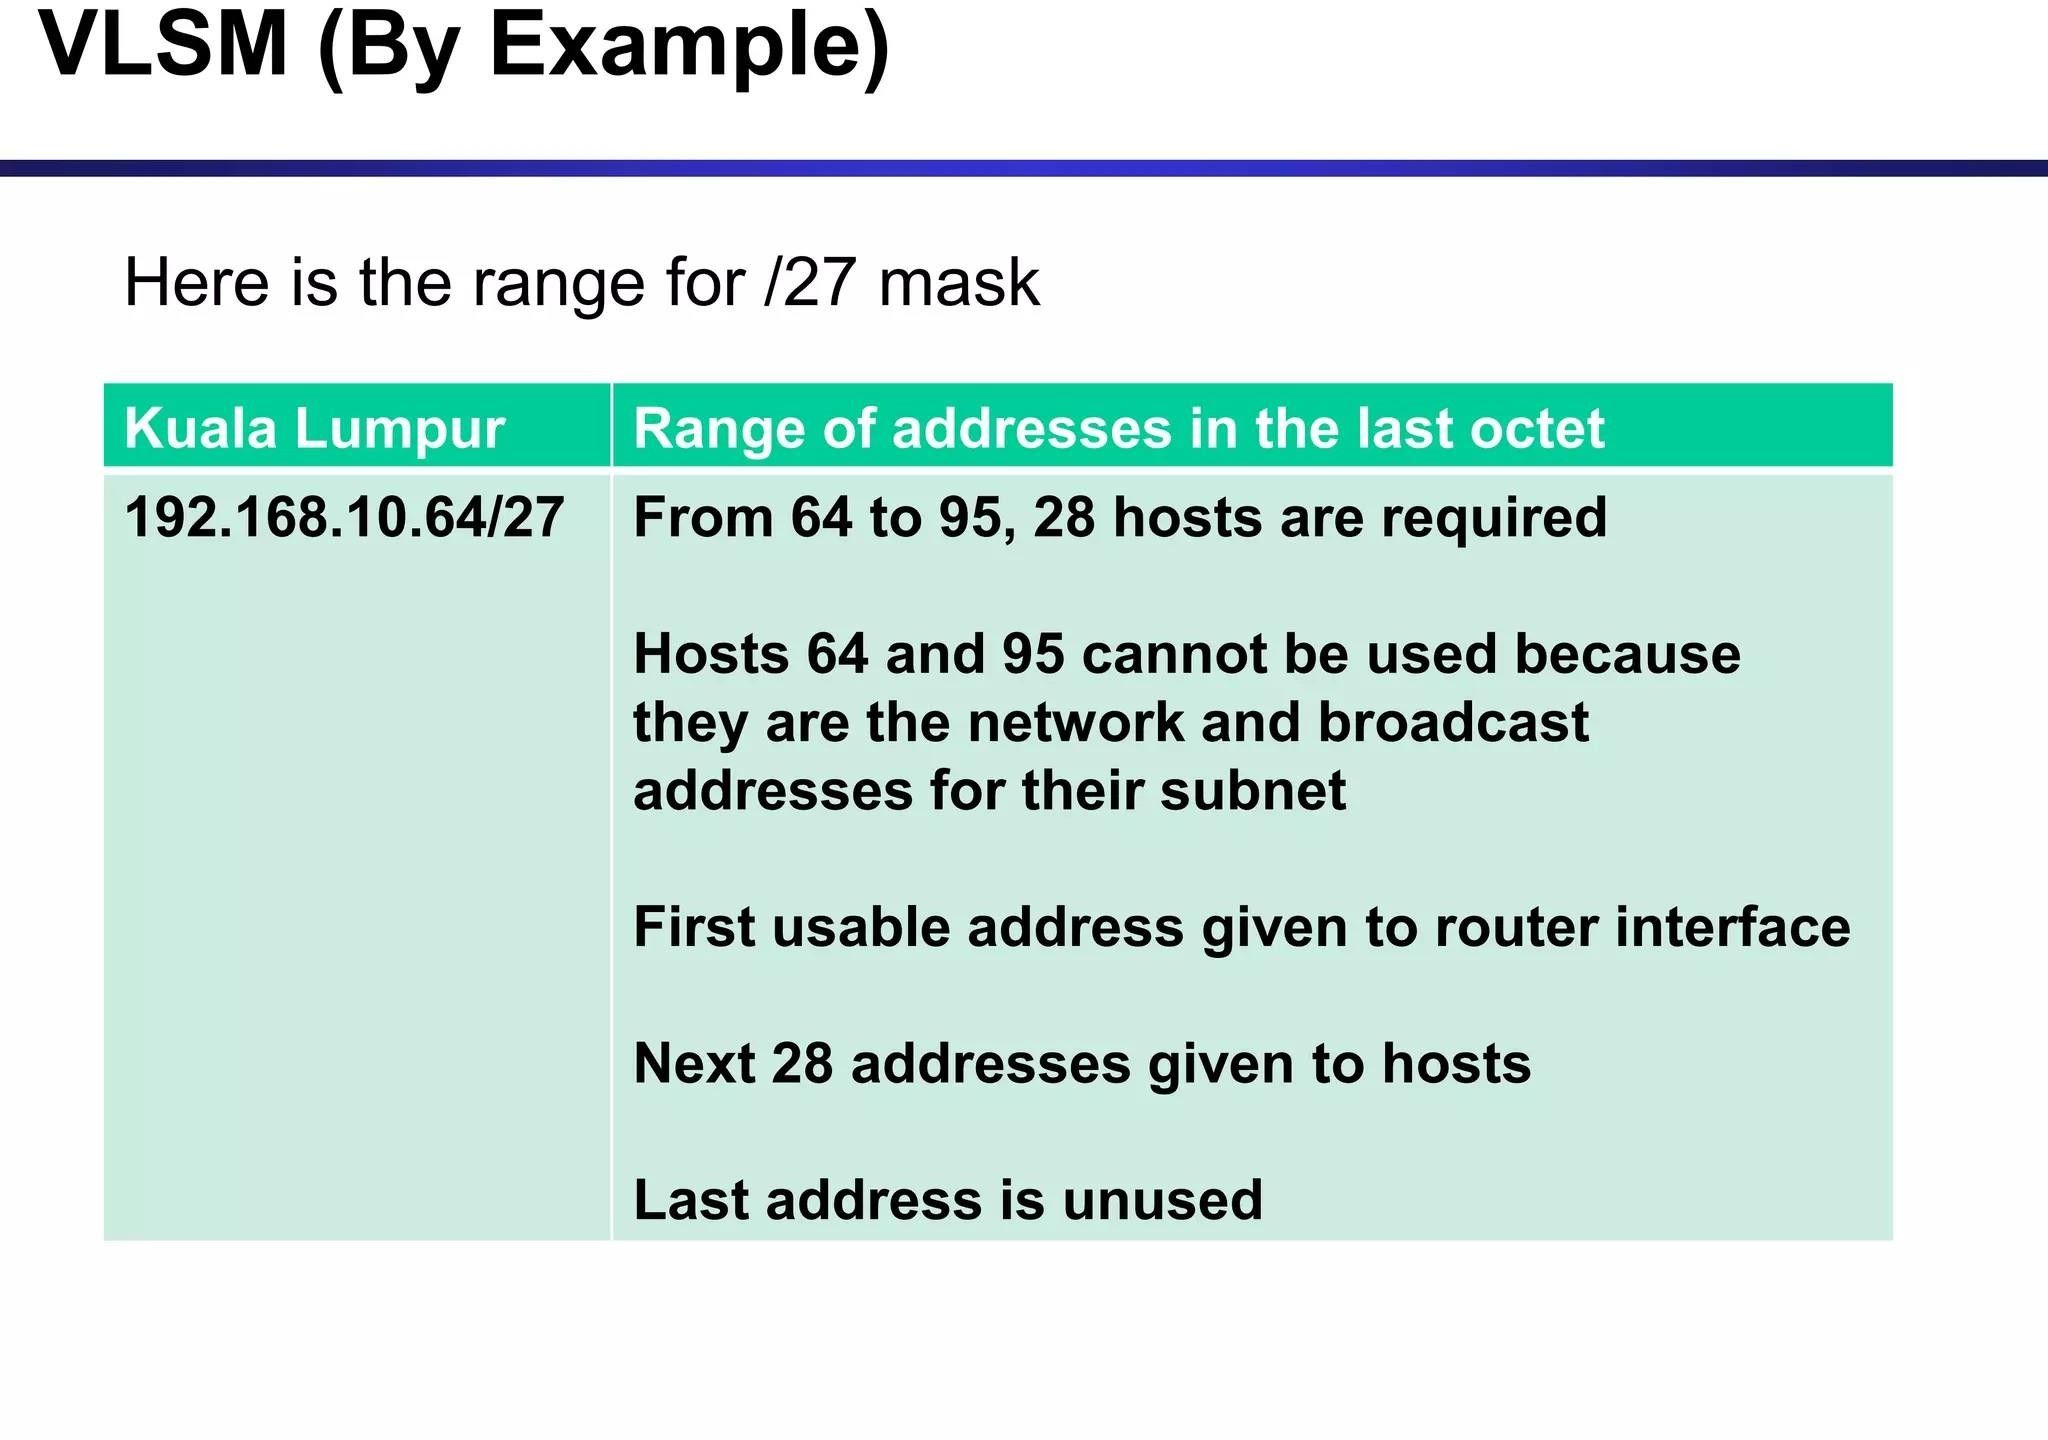 VLSM (By Example)
Here is the range for /27 mask
Kuala Lumpur
Range of addresses in the last octet
192.168.10.64/27
From 64 to 95, 28 hosts are required
Hosts 64 and 95 cannot be used because
they are the network and broadcast
addresses for their subnet
First usable address given to router interface
Next 28 addresses given to hosts
Last address is unused